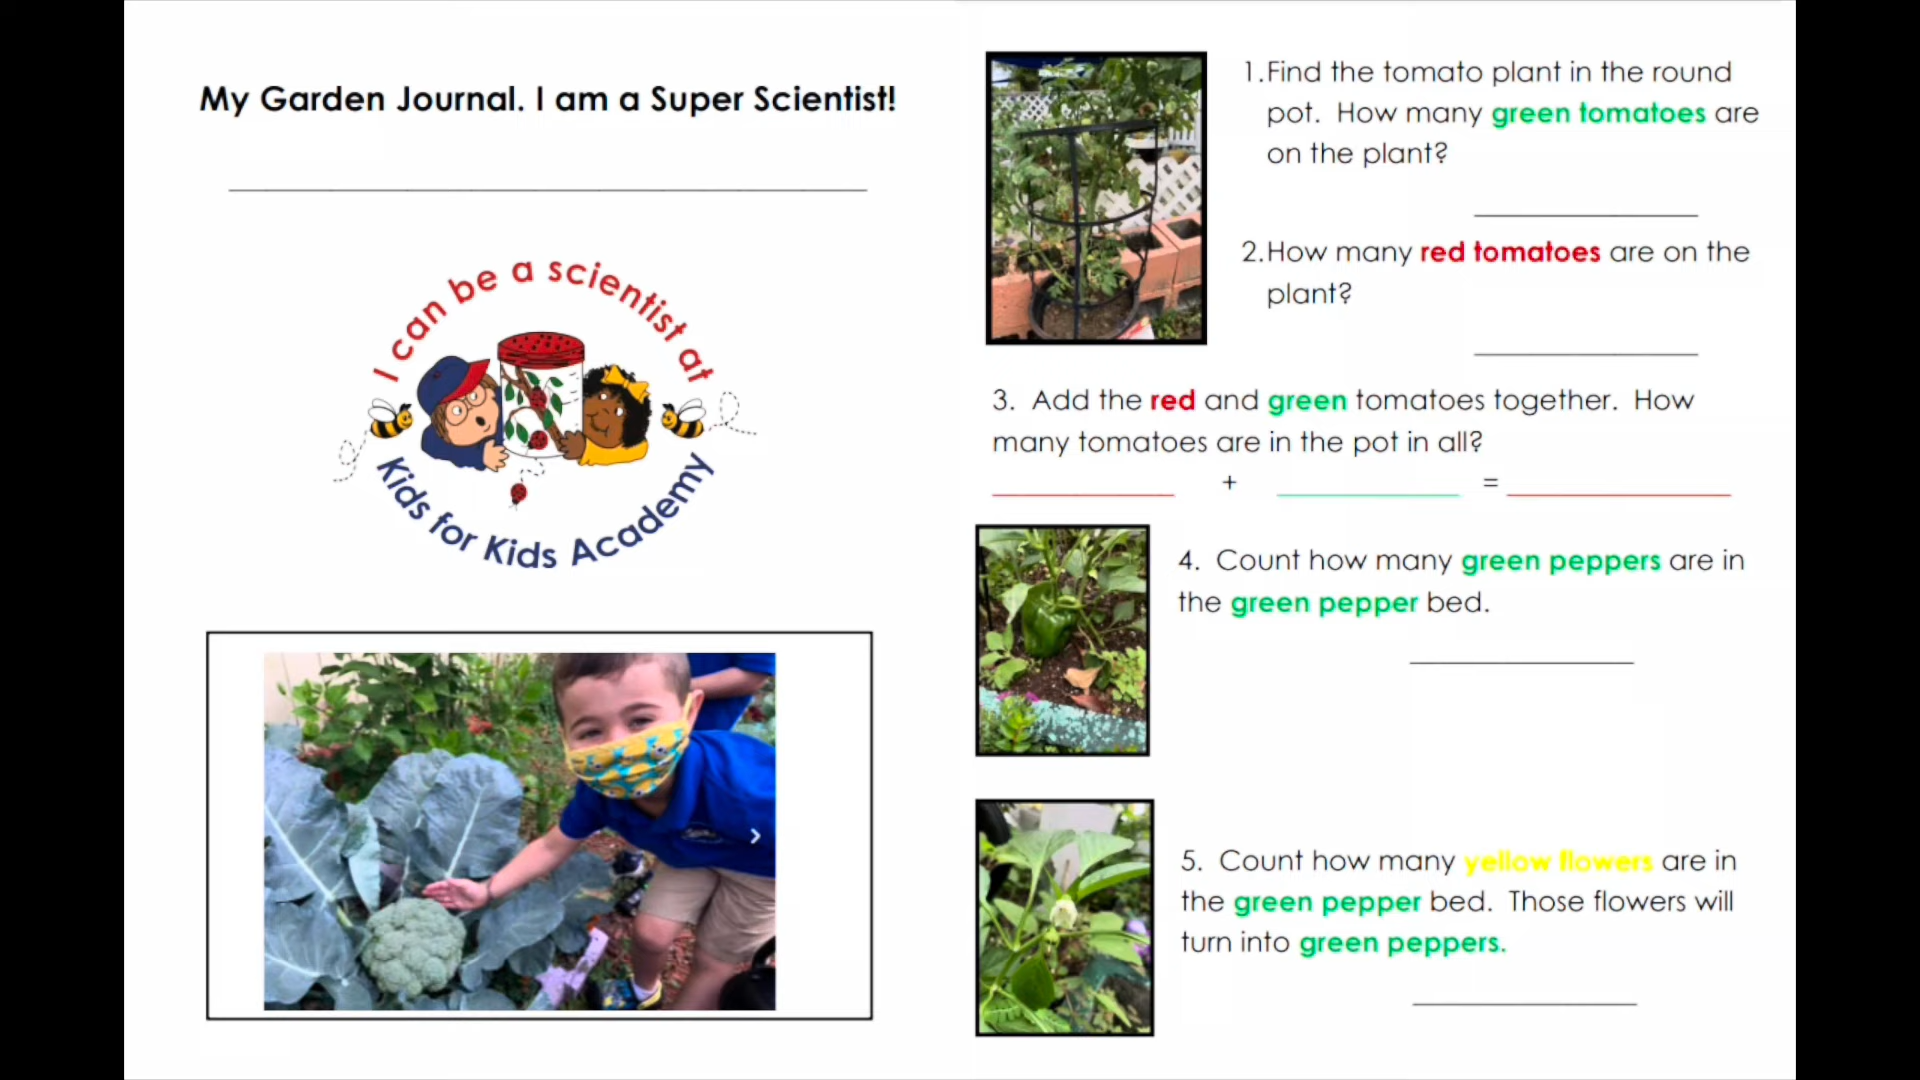 My Garden Journal. I am a Super Scientist!
I can be a scientist at
Kids for Kids Academy
1. Find the tomato plant in the round
pot. How many green tomatoes are
on the plant?
2. How many red tomatoes are on the
plant?
3. Add the red and green tomatoes together. How
many tomatoes are in the pot in all?
+ =
4. Count how many green peppers are in
the green pepper bed.
5. Count how many yellow flowers are in
the green pepper bed. Those flowers will
turn into green peppers.